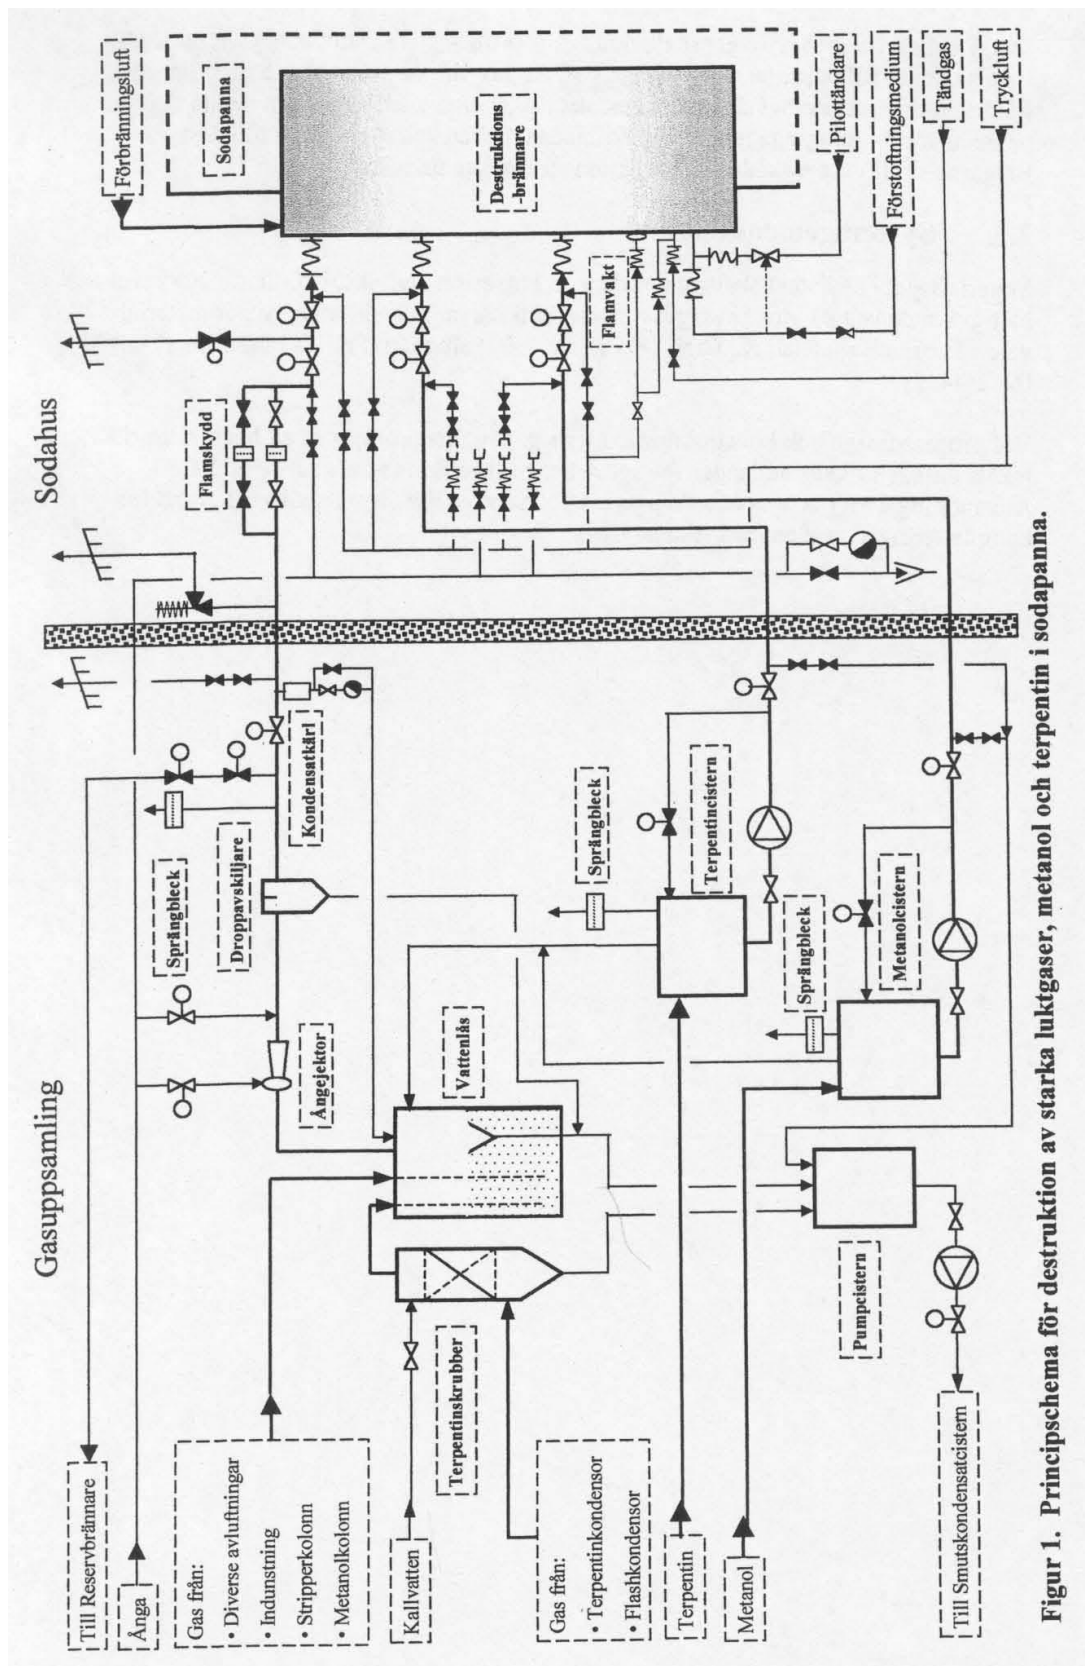 Gasuppsamling
Sodahus
Till Reservbrännare
Ånga
Gas från:
• Diverse avluftningar
• Indunstning
• Stripperkolonn
• Metanolkolonn
Kallvatten
Gas från:
• Terpentinkondensor
• Flashkondensor
Terpentin
Metanol
Till Smutskondensatcistern
Terpentinskrubber
Pumpcistern
Vattenlås
Ångejektor
Sprängbleck
Droppavskiljare
Kondensatkärl
Sprängbleck
Terpentincistern
Sprängbleck
Metanolcistern
Flamskydd
Flamvakt
Förbränningsluft
Sodapanna
Destruktions
-brännare
Pilottändare
Förstoftningsmedium
Tändgas
Tryckluft
Figur 1. Principschema för destruktion av starka luktgaser, metanol och terpentin i sodapanna.